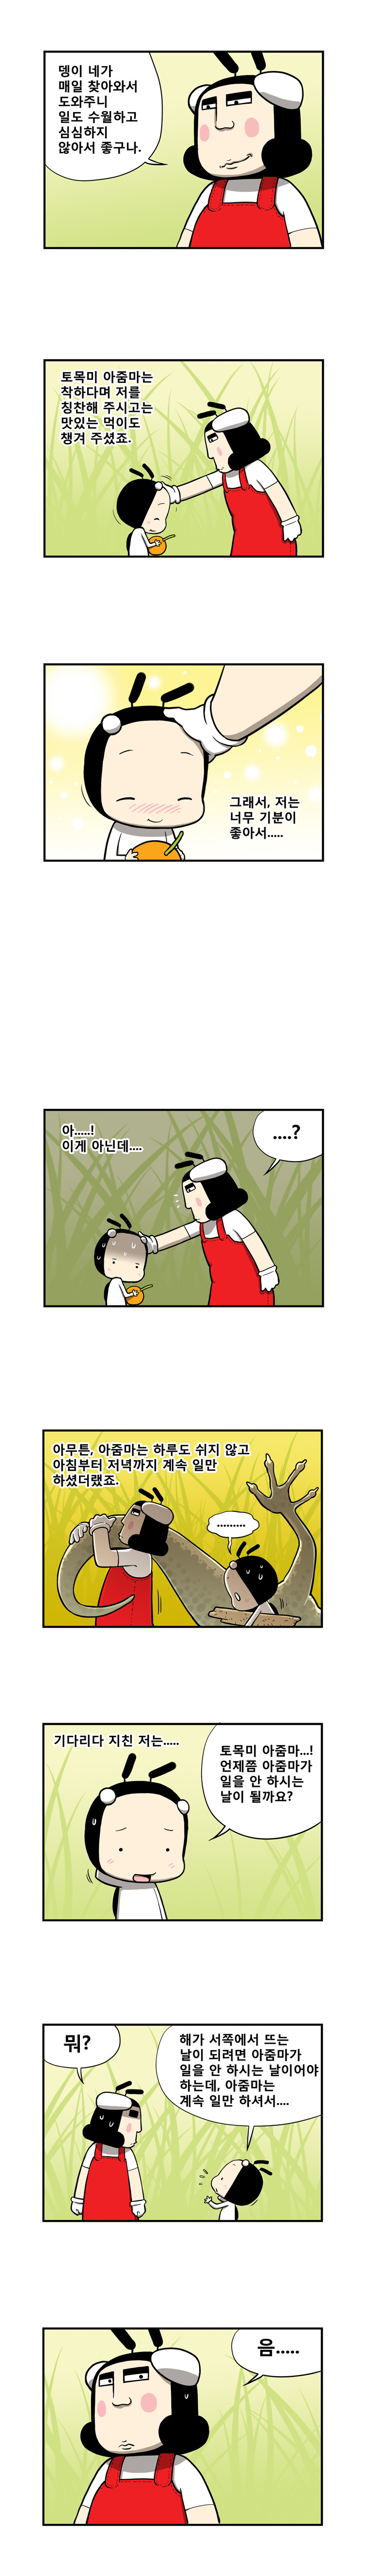 뎅이 네가
매일 찾아와서
도와주니
일도 수월하고
심심하지
않아서 좋구나.
토목미 아줌마는
착하다며 저를
칭찬해 주시고는
맛있는 먹이도
챙겨 주셨죠.
그래서, 저는
너무 기분이
좋아서.....
아.....!
이게 아닌데....
....?
아무튼, 아줌마는 하루도 쉬지 않고
아침부터 저녁까지 계속 일만
하셨더랬죠.
.........
기다리다 지친 저는.....
토목미 아줌마...!
언제쯤 아줌마가
일을 안 하시는
날이 될까요?
뭐?
해가 서쪽에서 뜨는
날이 되려면 아줌마가
일을 안 하시는 날이어야
하는데, 아줌마는
계속 일만 하셔서....
음.....